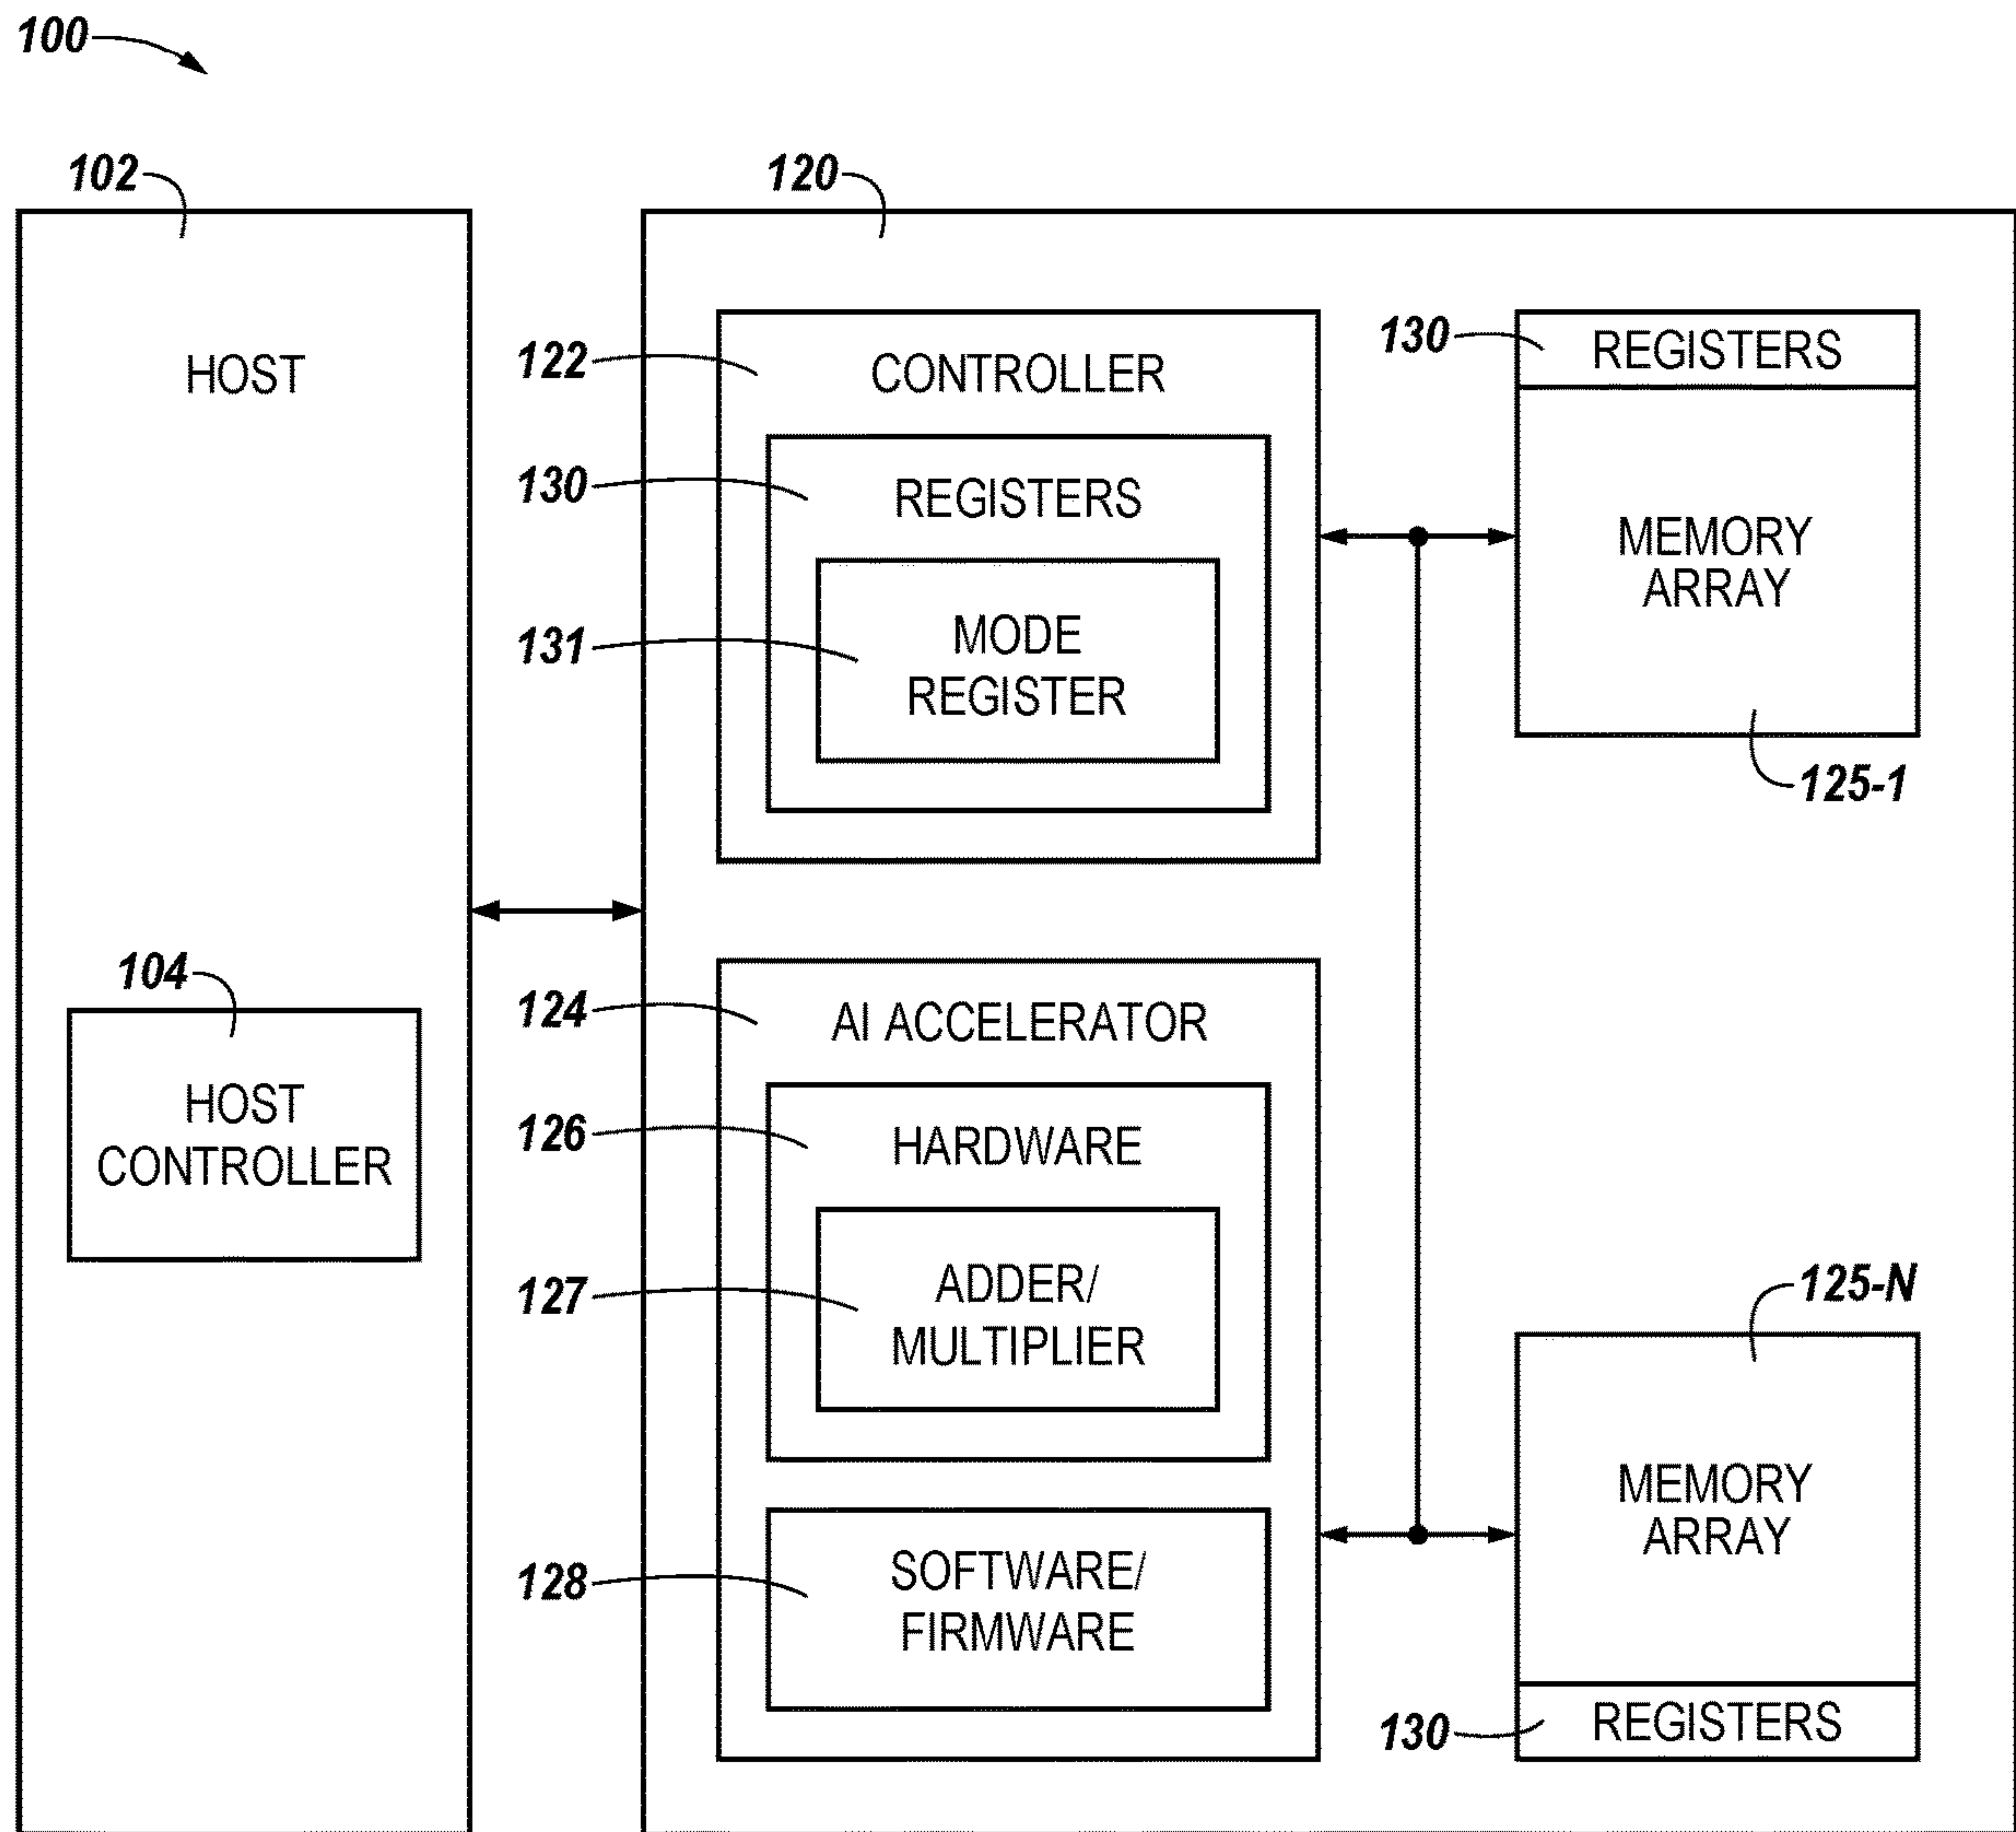 100
102
120
HOST
122
CONTROLLER
130
REGISTERS
131
MODE
REGISTER
130
REGISTERS
MEMORY
ARRAY
125-1
104
HOST
CONTROLLER
124
AI ACCELERATOR
126
HARDWARE
127
ADDER/
MULTIPLIER
128
SOFTWARE/
FIRMWARE
125-N
MEMORY
ARRAY
130
REGISTERS